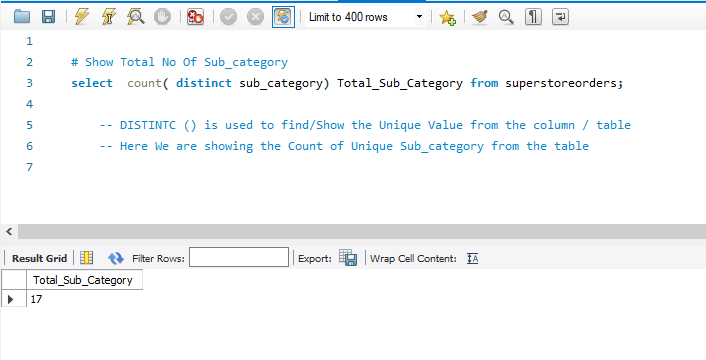 Limit to 400 rows
1
2 # Show Total No Of Sub_category
3 select count( distinct sub_category) Total_Sub_Category from superstoreorders;
4
5 -- DISTINTC () is used to find/Show the Unique Value from the column / table
6 -- Here We are showing the Count of Unique Sub_category from the table
7
Result Grid Filter Rows: Export: Wrap Cell Content: IA
Total_Sub_Category
17